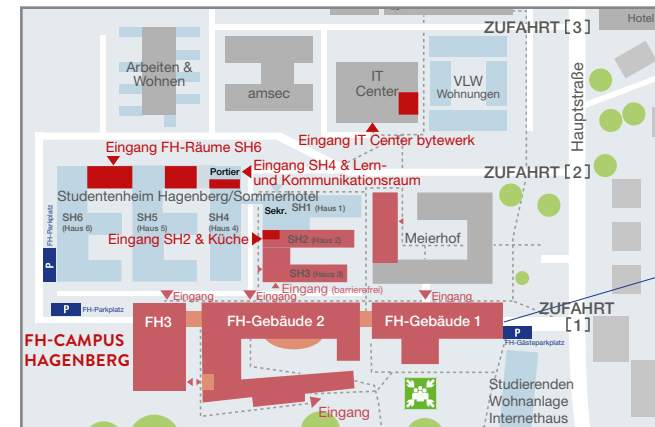 ZUFAHRT [3]
Hotel
Arbeiten &
Wohnen
amsec
IT
Center
VLW
Wohnungen
Hauptstraße
Eingang FH-Räume SH6
Eingang IT Center bytewerk
Portier
Eingang SH4 & Lern-
und Kommunikationsraum
ZUFAHRT [2]
Studentenheim Hagenberg/Sommerhotel
FH-Parkplatz
P
SH6
(Haus 6)
SH5
(Haus 5)
SH4
(Haus 4)
Sekr.
SH1 (Haus 1)
Eingang SH2 & Küche
SH2 (Haus 2)
Meierhof
SH3 (Haus 3)
Eingang (barrierefrei)
Eingang
Eingang
Eingang
P
FH-Parkplatz
ZUFAHRT
[1]
FH3
FH-Gebäude 2
FH-Gebäude 1
P
FH-Gästeparkplatz
FH-CAMPUS
HAGENBERG
Studierenden
Wohnanlage
Internethaus
Eingang